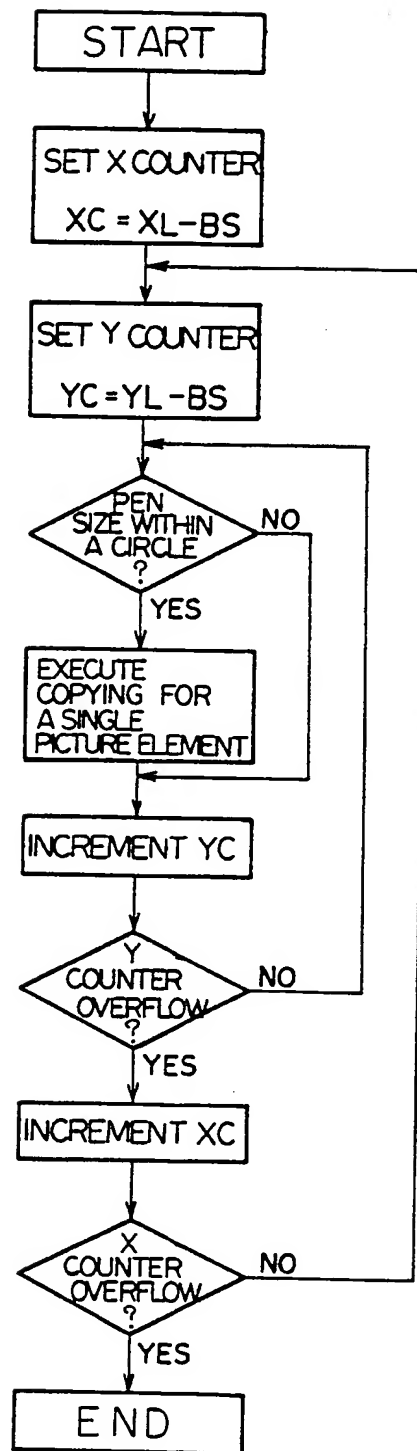 START
SET X COUNTER
XC = XL-BS
SET Y COUNTER
YC=YL-BS
PEN
SIZE WITHIN
A CIRCLE
?
NO
YES
EXECUTE
COPYING FOR
A SINGLE
PICTURE ELEMENT
INCREMENT YC
Y
COUNTER
OVERFLOW
?
NO
YES
INCREMENT XC
X
COUNTER
OVERFLOW
?
NO
YES
END